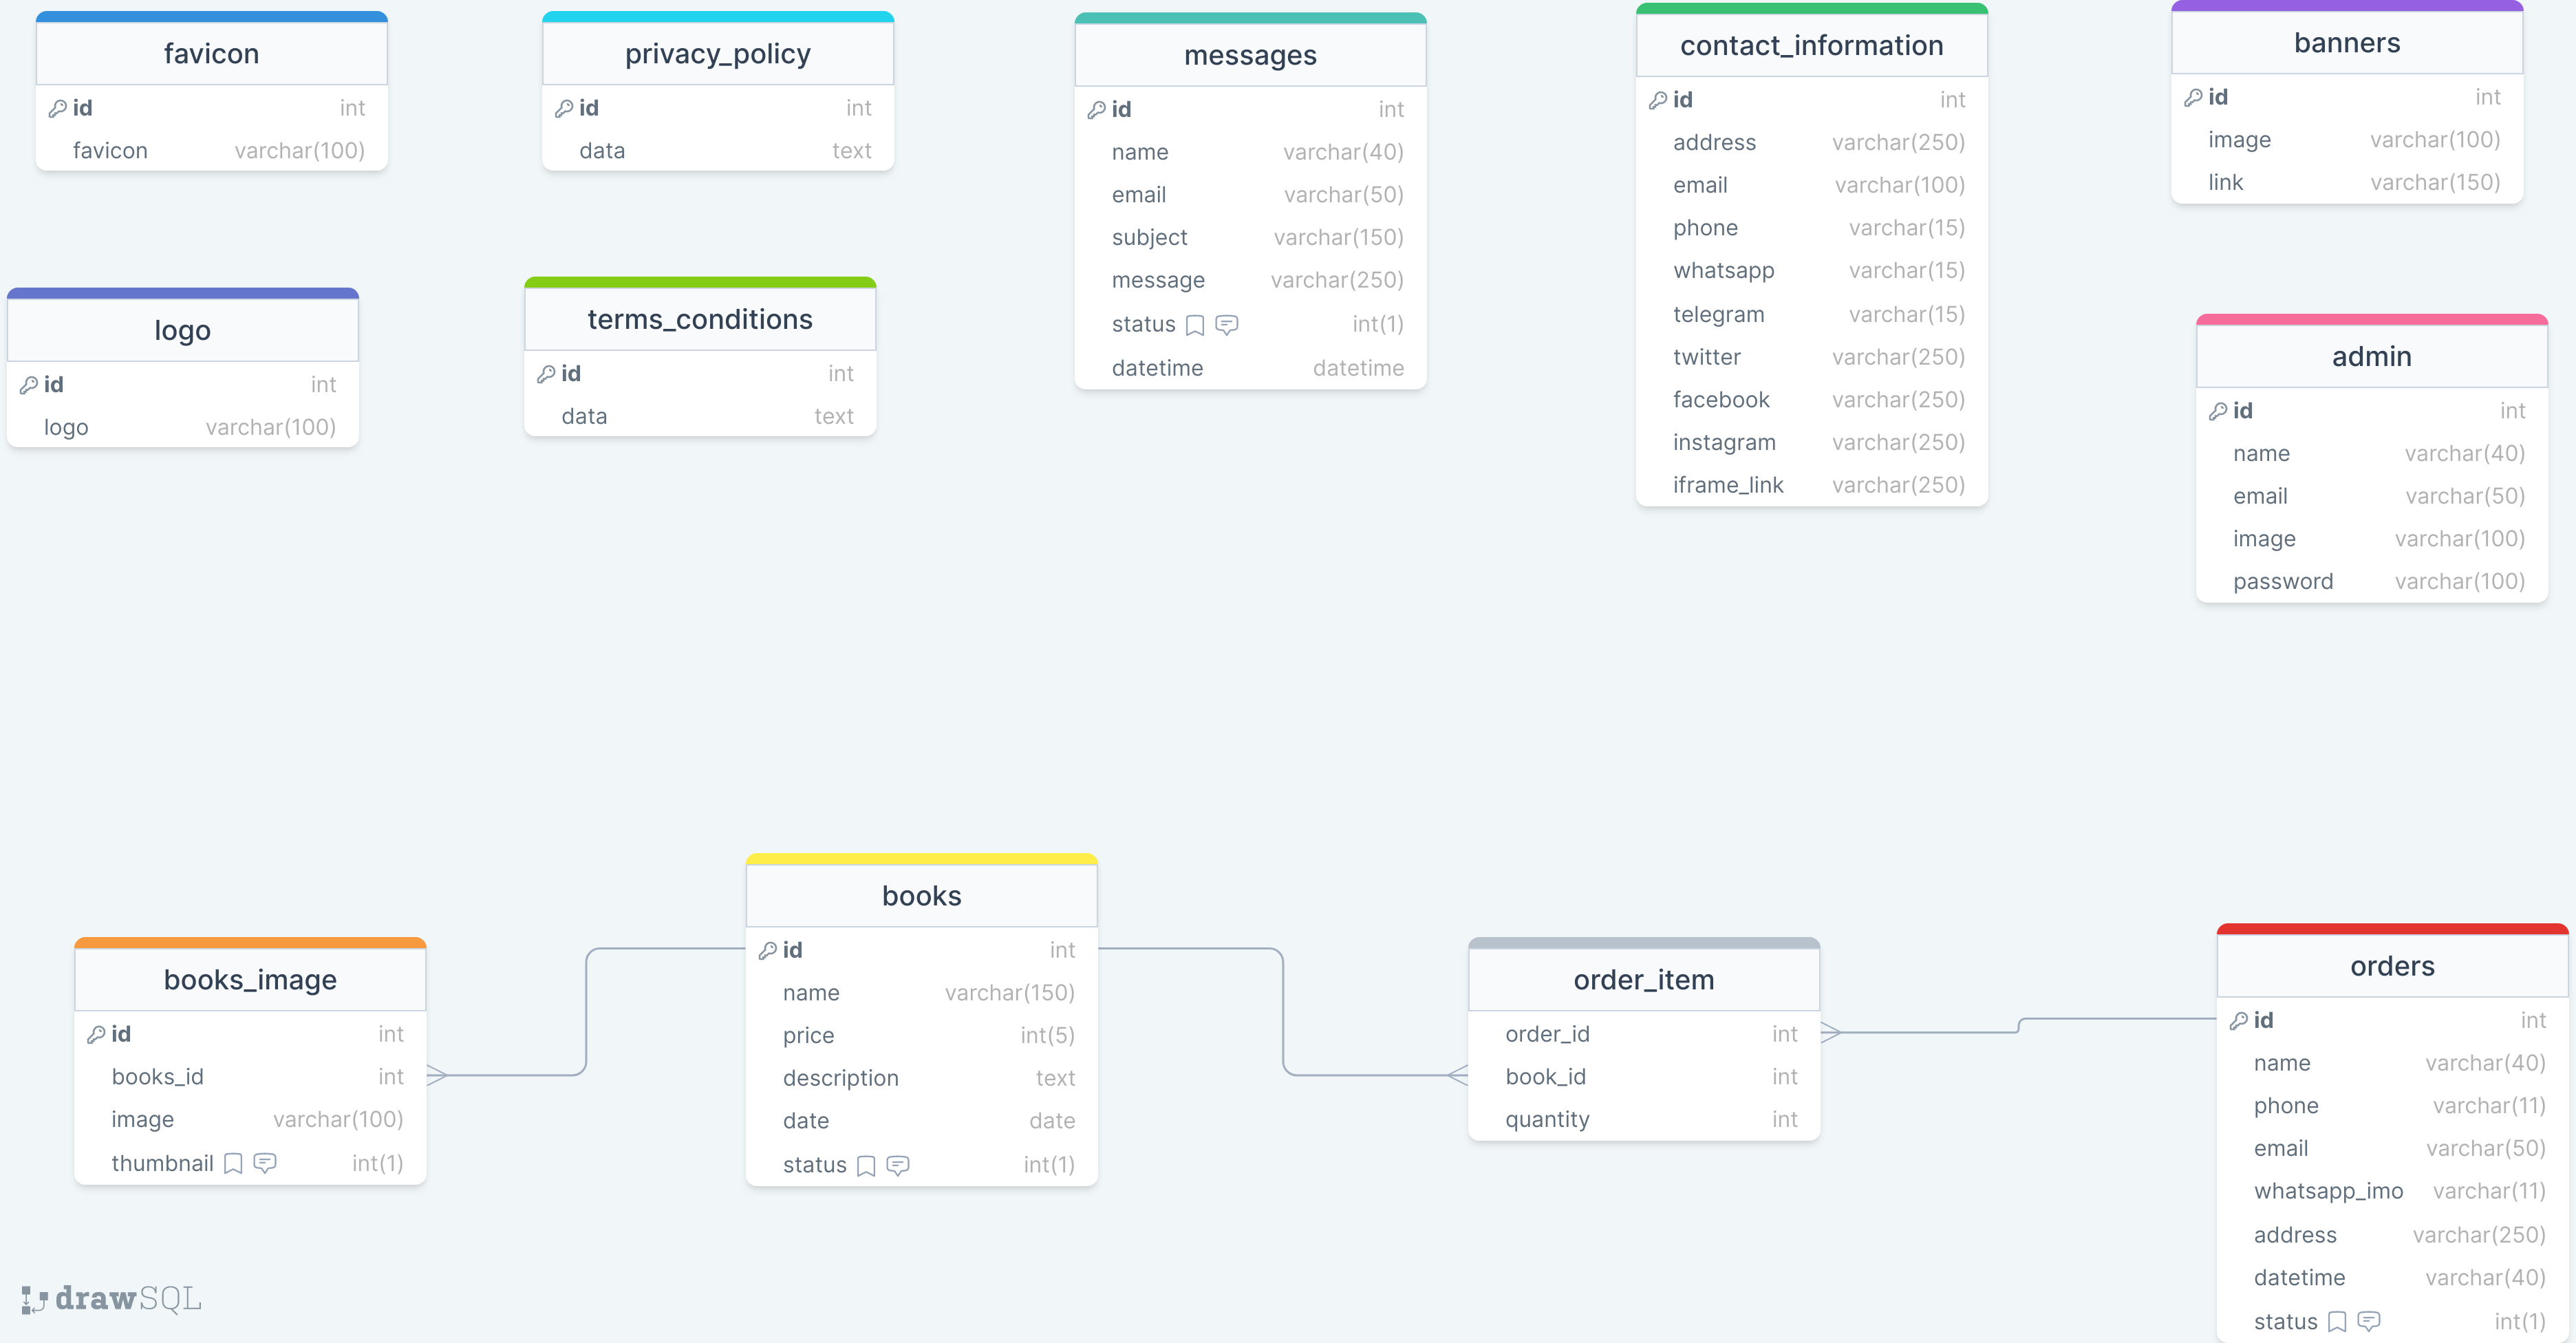 favicon
id int
favicon varchar(100)
privacy_policy
id int
data text
messages
id int
name varchar(40)
email varchar(50)
subject varchar(150)
message varchar(250)
status int(1)
datetime datetime
contact_information
id int
address varchar(250)
email varchar(100)
phone varchar(15)
whatsapp varchar(15)
telegram varchar(15)
twitter varchar(250)
facebook varchar(250)
instagram varchar(250)
iframe_link varchar(250)
banners
id int
image varchar(100)
link varchar(150)
logo
id int
logo varchar(100)
terms_conditions
id int
data text
admin
id int
name varchar(40)
email varchar(50)
image varchar(100)
password varchar(100)
books_image
id int
books_id int
image varchar(100)
thumbnail int(1)
books
id int
name varchar(150)
price int(5)
description text
date date
status int(1)
order_item
order_id int
book_id int
quantity int
orders
id int
name varchar(40)
phone varchar(11)
email varchar(50)
whatsapp_imo varchar(11)
address varchar(250)
datetime varchar(40)
status int(1)
drawSQL